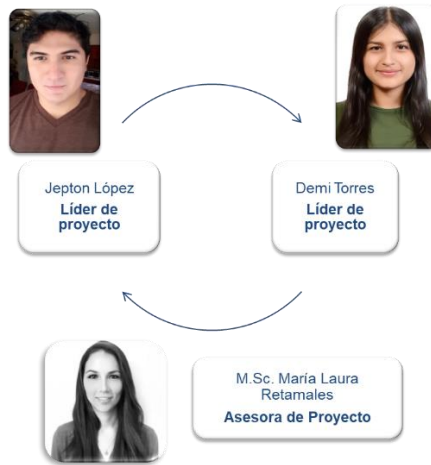 Jepton López
Líder de
proyecto
Demi Torres
Líder de
proyecto
M.Sc. María Laura
Retamales
Asesora de Proyecto